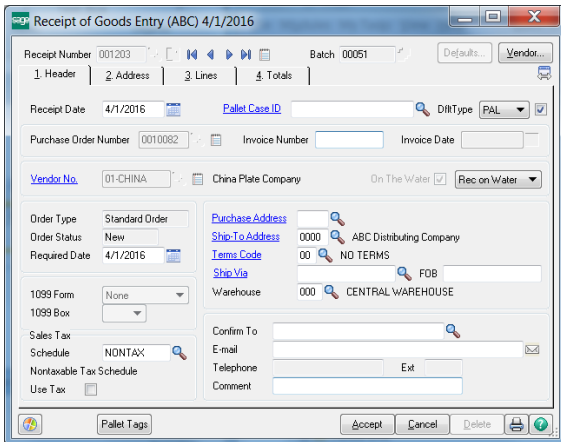 sage Receipt of Goods Entry (ABC) 4/1/2016
Receipt Number 001203 Batch 00051 Defaults... Vendor...
1. Header 2. Address 3. Lines 4. Totals
Receipt Date 4/1/2016 Pallet Case ID DfltType PAL
Purchase Order Number 0010082 Invoice Number Invoice Date
Vendor No. 01-CHINA China Plate Company On The Water Rec on Water
Order Type Standard Order Purchase Address
Order Status New Ship-To Address 0000 ABC Distributing Company
Required Date 4/1/2016 Terms Code 00 NO TERMS
Ship Via FOB
1099 Form None Warehouse 000 CENTRAL WAREHOUSE
1099 Box
Sales Tax Confirm To
Schedule NONTAX E-mail
Nontaxable Tax Schedule Telephone Ext
Use Tax Comment
Pallet Tags Accept Cancel Delete